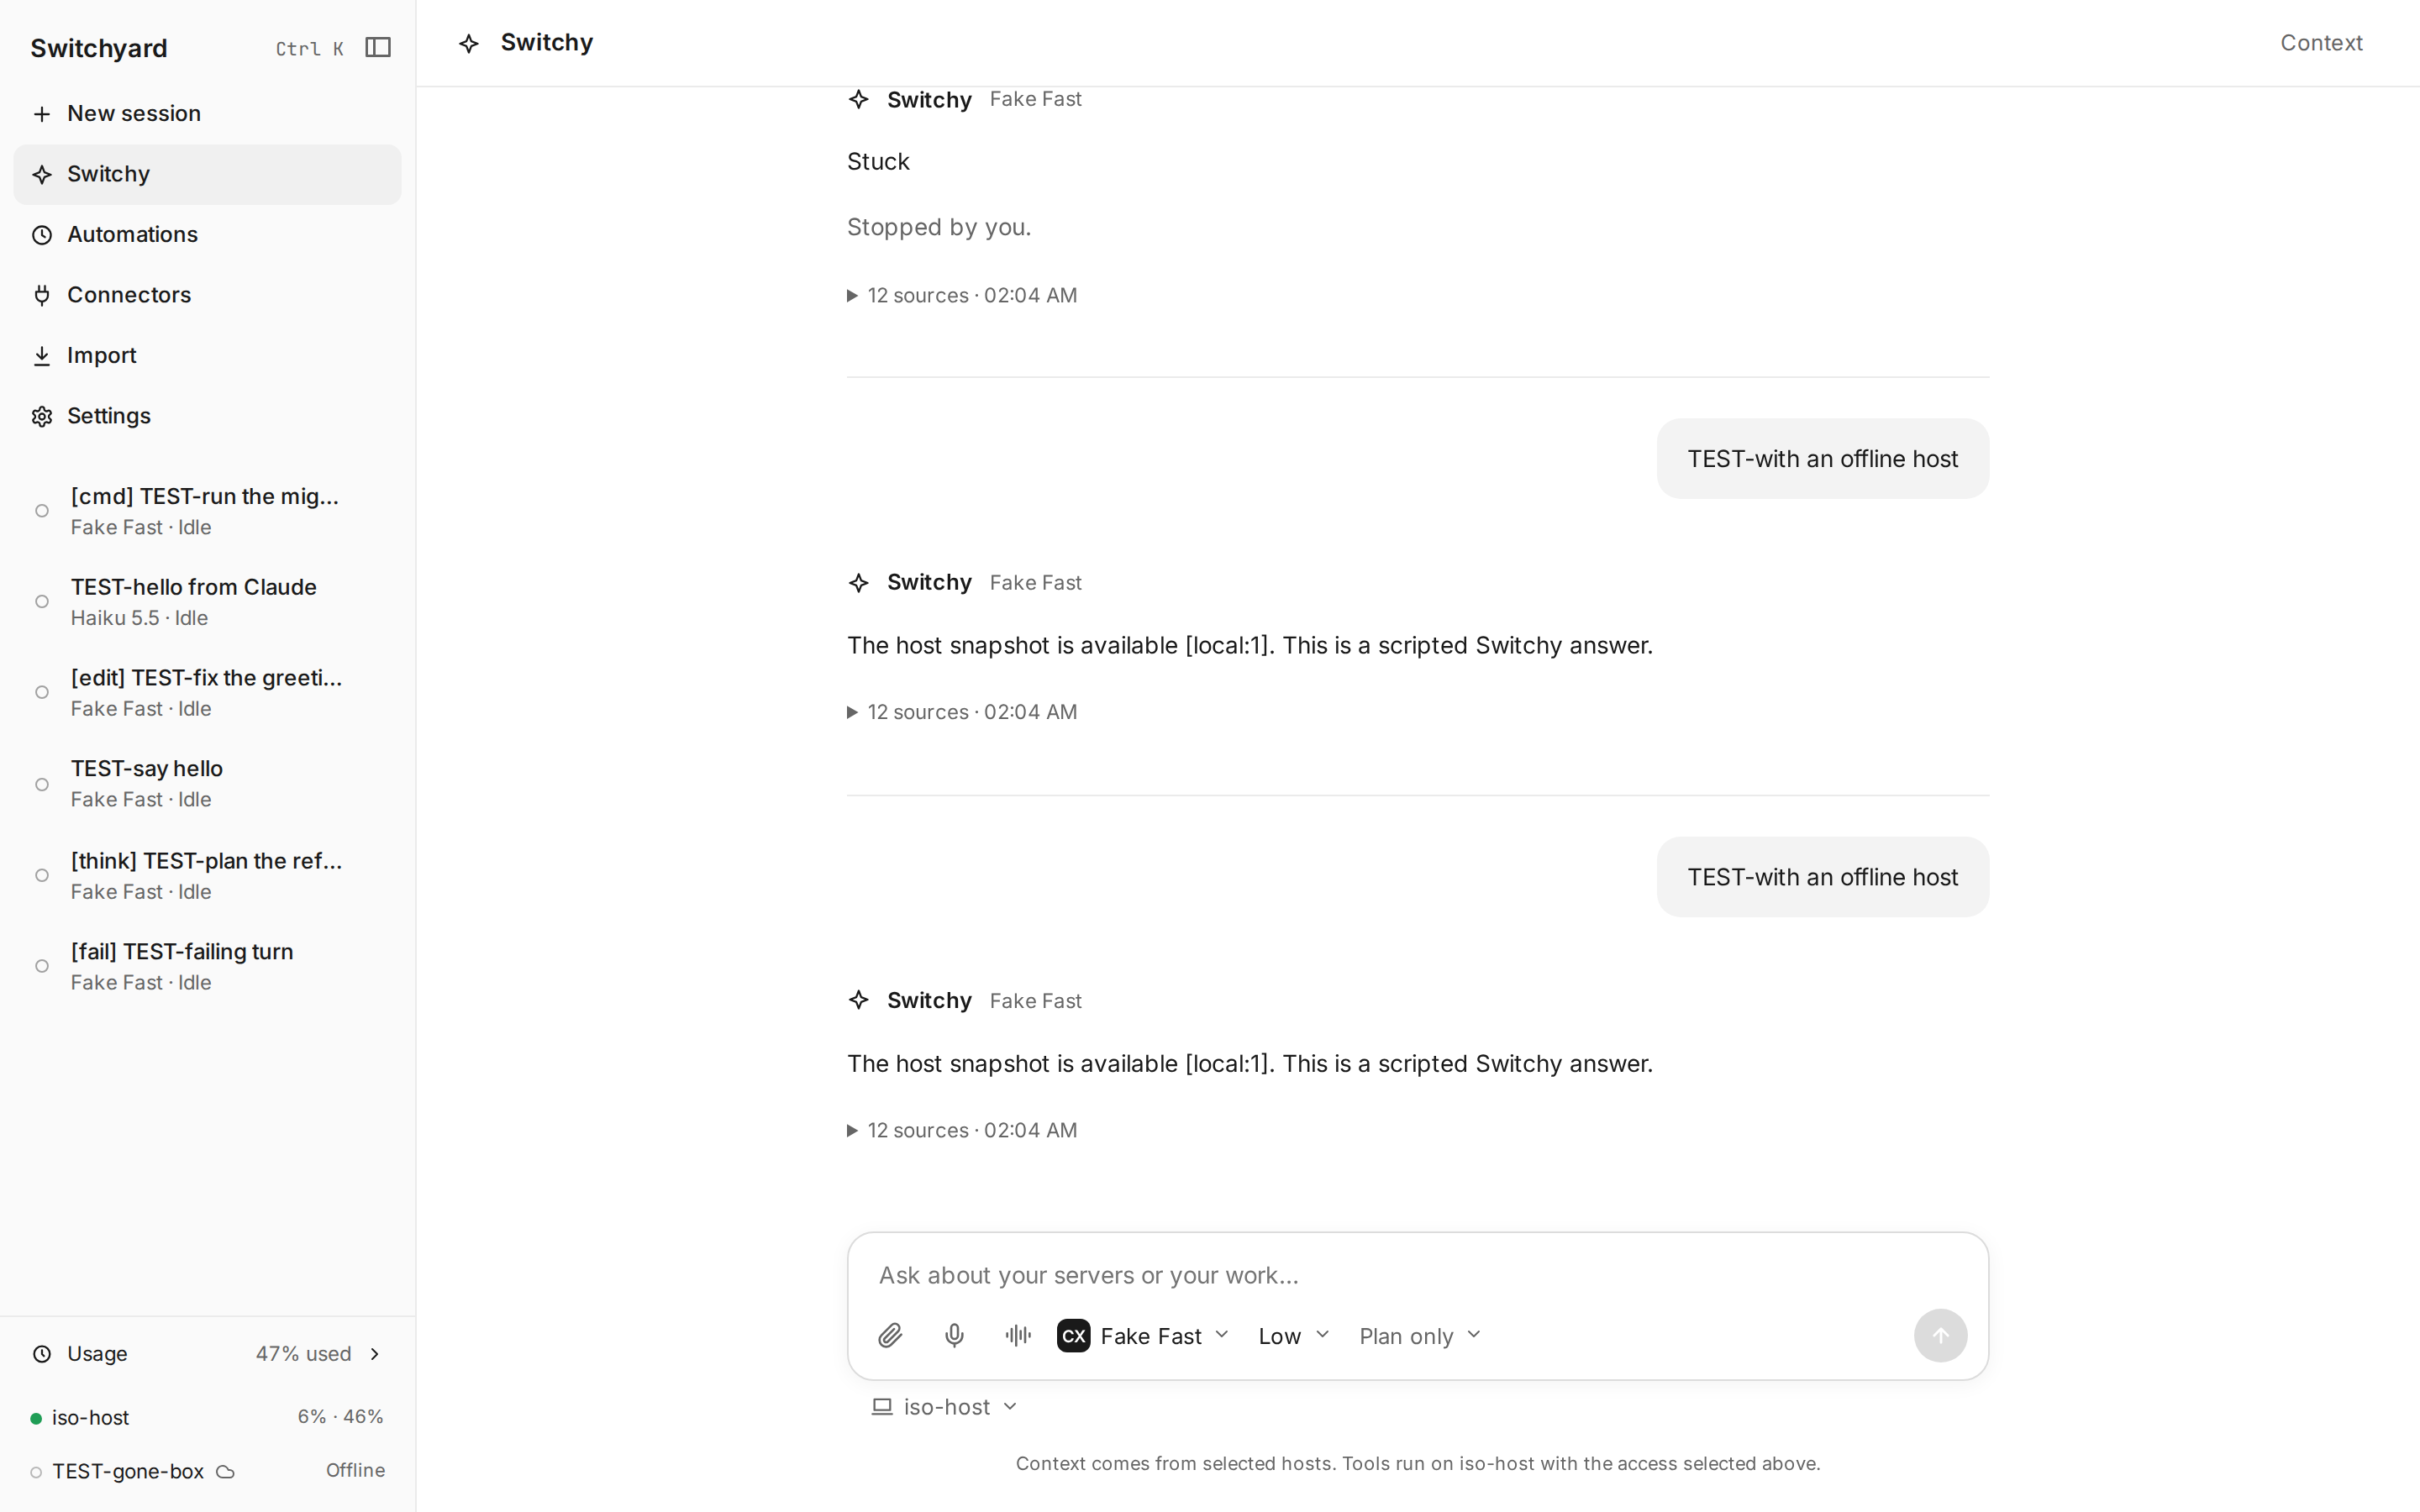 Switchyard
Ctrl K
New session
Switchy
Automations
Connectors
Import
Settings
[cmd] TEST-run the mig...
Fake Fast · Idle
TEST-hello from Claude
Haiku 5.5 · Idle
[edit] TEST-fix the greeti...
Fake Fast · Idle
TEST-say hello
Fake Fast · Idle
[think] TEST-plan the ref...
Fake Fast · Idle
[fail] TEST-failing turn
Fake Fast · Idle
Usage 47% used
iso-host 6% · 46%
TEST-gone-box Offline
Switchy
Context
Switchy Fake Fast
Stuck
Stopped by you.
12 sources · 02:04 AM
TEST-with an offline host
Switchy Fake Fast
The host snapshot is available [local:1]. This is a scripted Switchy answer.
12 sources · 02:04 AM
TEST-with an offline host
Switchy Fake Fast
The host snapshot is available [local:1]. This is a scripted Switchy answer.
12 sources · 02:04 AM
Ask about your servers or your work...
CX Fake Fast Low Plan only
iso-host
Context comes from selected hosts. Tools run on iso-host with the access selected above.